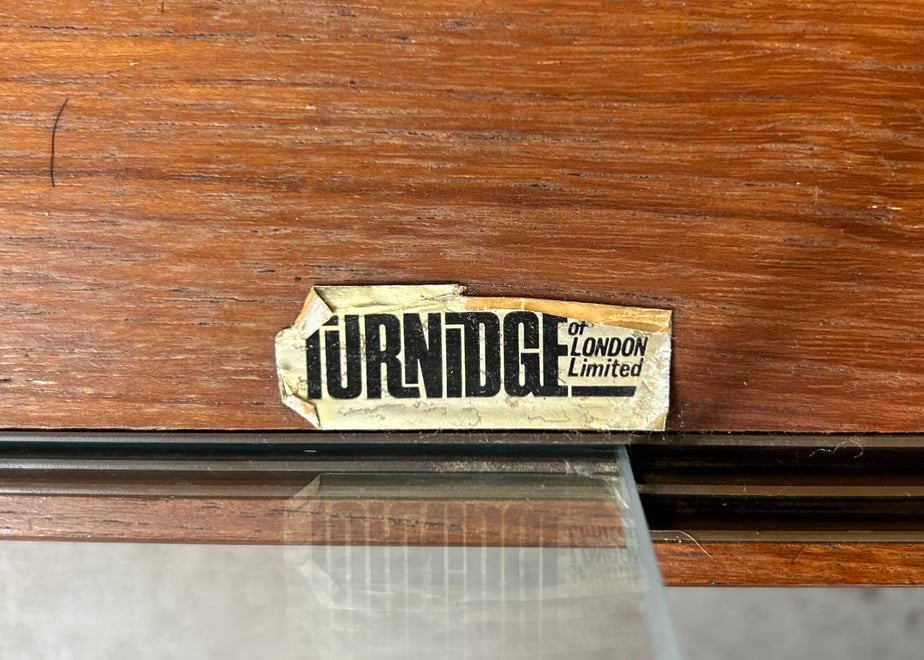 TURNiDGE
of
LONDON
Limited